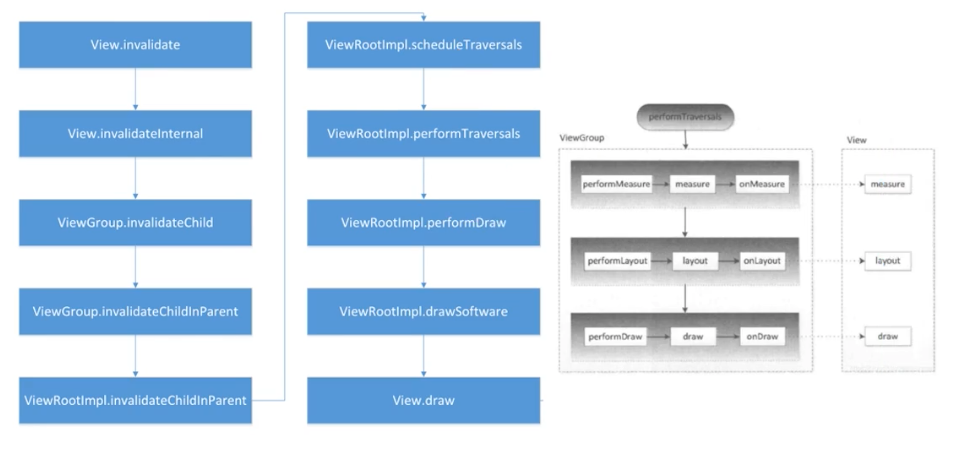 View.invalidate
View.invalidateInternal
ViewGroup.invalidateChild
ViewGroup.invalidateChildInParent
ViewRootImpl.invalidateChildInParent
ViewRootImpl.scheduleTraversals
ViewRootImpl.performTraversals
ViewRootImpl.performDraw
ViewRootImpl.drawSoftware
View.draw
performTraversals
ViewGroup
View
performMeasure measure onMeasure measure
performLayout layout onLayout layout
performDraw draw onDraw draw